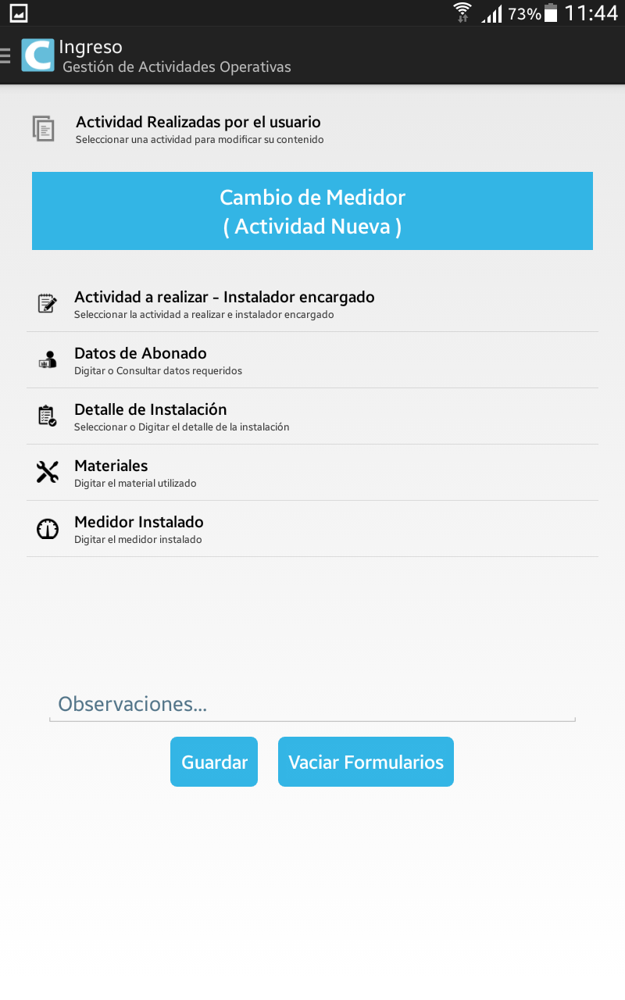 73% 11:44
Ingreso
Gestión de Actividades Operativas
Actividad Realizadas por el usuario
Seleccionar una actividad para modificar su contenido
Cambio de Medidor
( Actividad Nueva )
Actividad a realizar - Instalador encargado
Seleccionar la actividad a realizar e instalador encargado
Datos de Abonado
Digitar o Consultar datos requeridos
Detalle de Instalación
Seleccionar o Digitar el detalle de la instalación
Materiales
Digitar el material utilizado
Medidor Instalado
Digitar el medidor instalado
Observaciones...
Guardar Vaciar Formularios